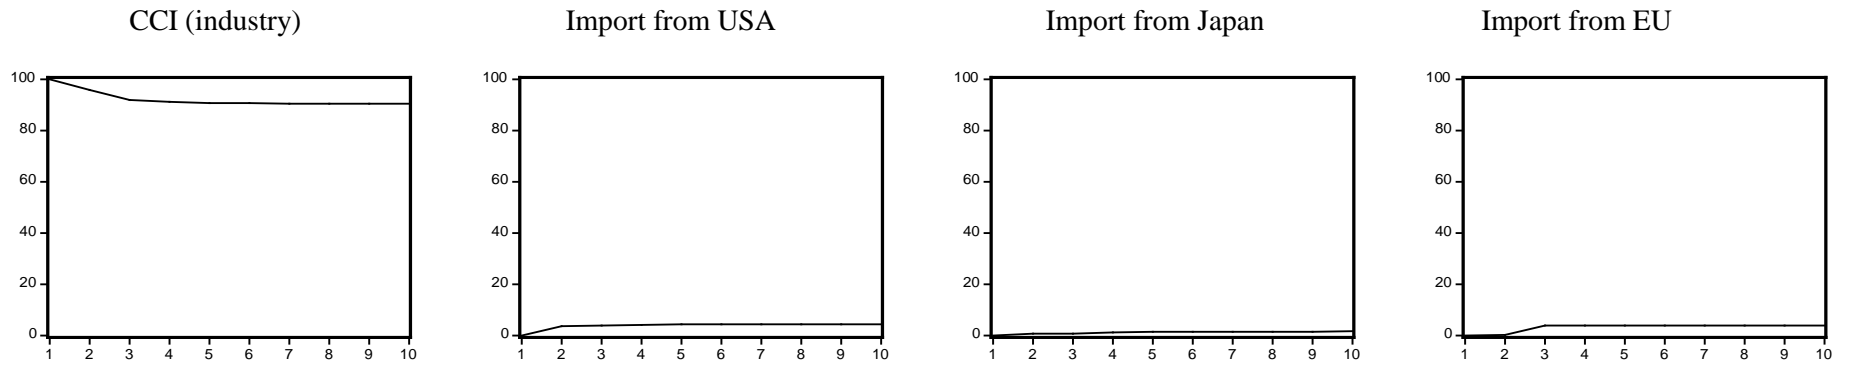 CCI (industry) Import from USA Import from Japan Import from EU
100 100 100 100
80 80 80 80
60 60 60 60
40 40 40 40
20 20 20 20
0 0 0 0
1 2 3 4 5 6 7 8 9 10 1 2 3 4 5 6 7 8 9 10 1 2 3 4 5 6 7 8 9 10 1 2 3 4 5 6 7 8 9 10